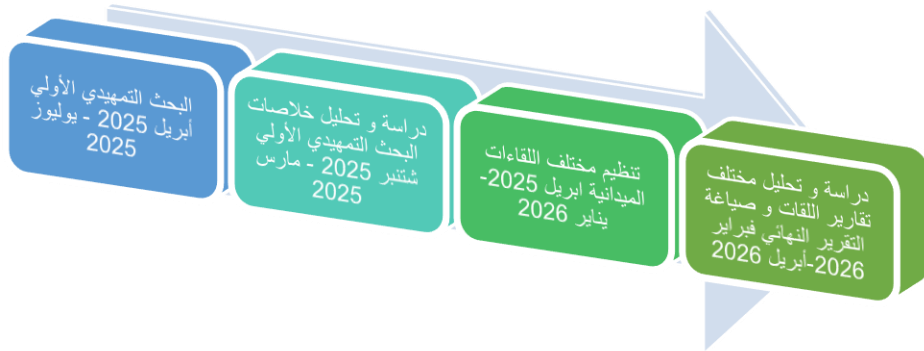 البحث التمهيدي الأولي
أبريل 2025 - يوليوز
2025
دراسة و تحليل خلاصات
البحث التمهيدي الأولي
شتنبر 2025 - مارس
2025
تنظيم مختلف اللقاءات
الميدانية ابريل 2025-
يناير 2026
دراسة و تحليل مختلف
تقارير اللقات و صياغة
التقرير النهائي فبراير
2026-أبريل 2026